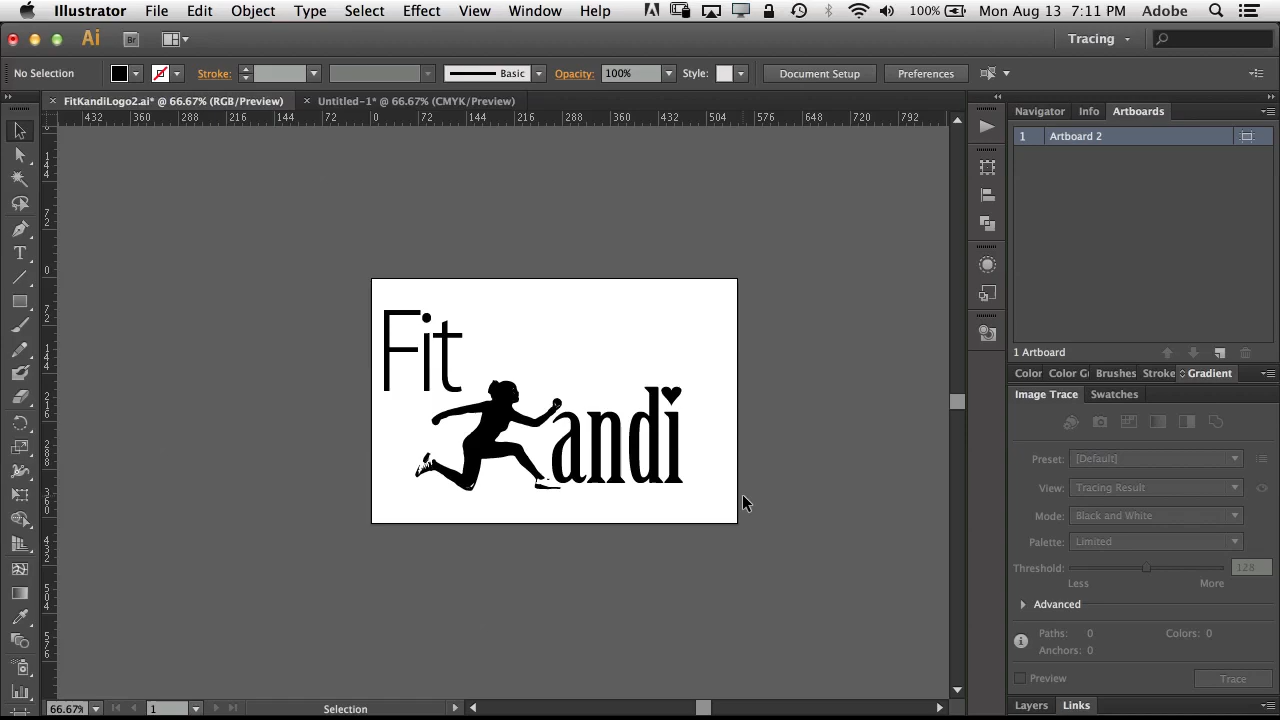 Illustrator File Edit Object Type Select Effect View Window Help 100% Mon Aug 13 7:11 PM Adobe
Ai Br Tracing
No Selection Stroke: Basic Opacity: 100% Style: Document Setup Preferences
FitKandiLogo2.ai* @ 66.67% (RGB/Preview) Untitled-1* @ 66.67% (CMYK/Preview)
432 360 288 216 144 72 0 72 144 216 288 360 432 504 576 648 720 792
Navigator Info Artboards
1 Artboard 2
Fit
andi
1 Artboard
Color Color Gu Brushes Stroke Gradient
Image Trace Swatches
Preset: [Default]
View: Tracing Result
Mode: Black and White
Palette: Limited
Threshold: 128
Less More
Advanced
Paths: 0 Colors: 0
Anchors: 0
Preview Trace
Layers Links
66.67% 1 Selection